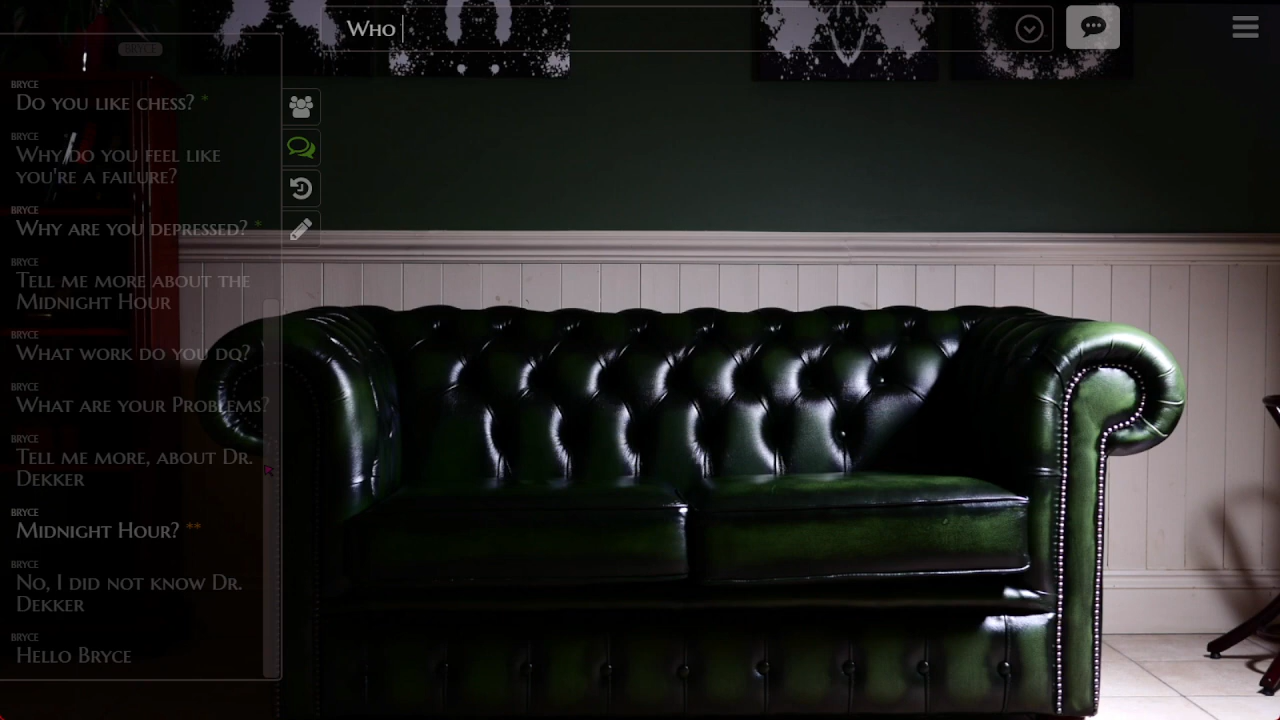 Who
BRYCE
BRYCE
Do you like chess? *
BRYCE
Why do you feel like
you're a failure?
BRYCE
Why are you depressed? *
BRYCE
Tell me more about the
Midnight Hour
BRYCE
What work do you do?
BRYCE
What are your Problems?
BRYCE
Tell me more, about Dr.
Dekker
BRYCE
Midnight Hour? **
BRYCE
No, I did not know Dr.
Dekker
BRYCE
Hello Bryce